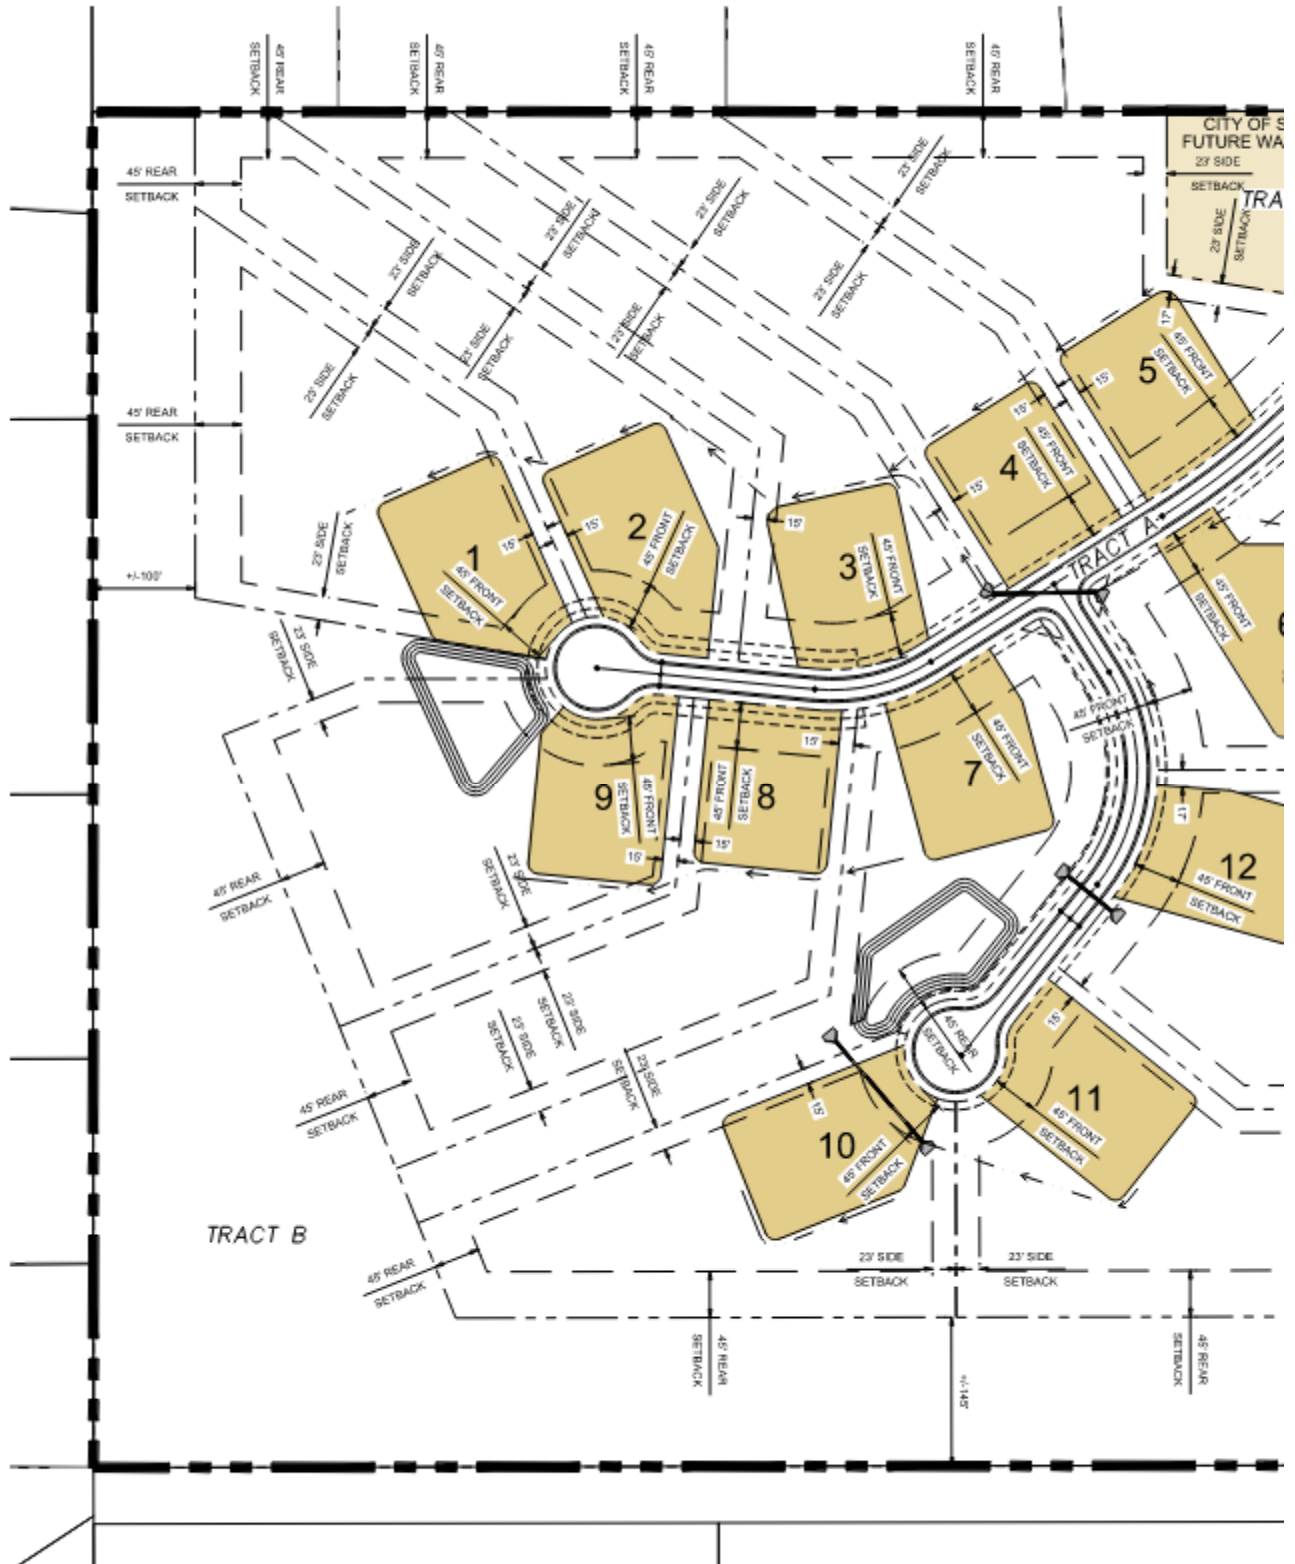 45' REAR
SETBACK
45' REAR
SETBACK
45' REAR
SETBACK
45' REAR
SETBACK
CITY OF S
FUTURE WA
23' SIDE
SETBACK
TRA
23' SIDE
SETBACK
45' REAR
SETBACK
23' SIDE
SETBACK
23' SIDE
SETBACK
23' SIDE
SETBACK
23' SIDE
SETBACK
23' SIDE
SETBACK
23' SIDE
SETBACK
23' SIDE
SETBACK
23' SIDE
SETBACK
45' REAR
SETBACK
17'
5
45' FRONT
SETBACK
15'
15'
4
45' FRONT
SETBACK
15'
2
15'
45' FRONT
SETBACK
15'
1
15'
45' FRONT
SETBACK
3
45' FRONT
SETBACK
TRACT A
23' SIDE
SETBACK
+/-100'
45' FRONT
SETBACK
6
23' SIDE
SETBACK
45' FRONT
SETBACK
7
45' FRONT
SETBACK
15'
9
45' FRONT
SETBACK
15'
8
45' FRONT
SETBACK
15'
17'
12
45' FRONT
SETBACK
45' REAR
SETBACK
23' SIDE
SETBACK
23' SIDE
SETBACK
23' SIDE
SETBACK
23' SIDE
SETBACK
45' REAR
SETBACK
15'
45' REAR
SETBACK
15'
10
45' FRONT
SETBACK
11
45' FRONT
SETBACK
TRACT B
45' REAR
SETBACK
23' SIDE
SETBACK
23' SIDE
SETBACK
45' REAR
SETBACK
45' REAR
SETBACK
+/-145'